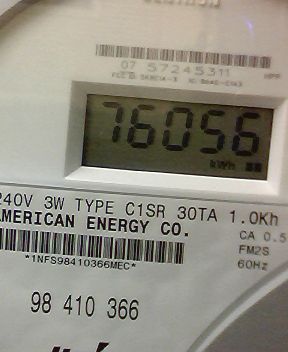 07 57245311
HPP
76056
kWh
240V 3W TYPE C1SR 30TA 1.0Kh
AMERICAN ENERGY CO.
CA 0.5
FM2S
60Hz
*1NFS98410366MEC*
98 410 366